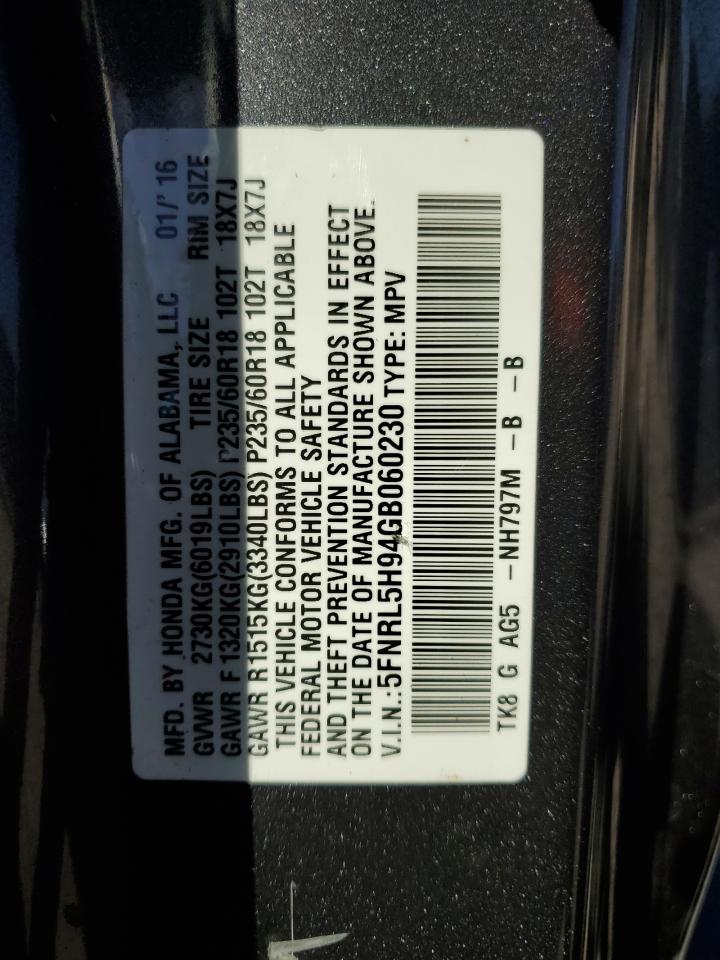 MFD. BY HONDA MFG. OF ALABAMA, LLC 01/'16
GVWR 2730KG(6019LBS) TIRE SIZE RIM SIZE
GAWR F 1320KG(2910LBS) P235/60R18 102T 18X7J
GAWR R 1515KG(3340LBS) P235/60R18 102T 18X7J
THIS VEHICLE CONFORMS TO ALL APPLICABLE
FEDERAL MOTOR VEHICLE SAFETY
AND THEFT PREVENTION STANDARDS IN EFFECT
ON THE DATE OF MANUFACTURE SHOWN ABOVE.
V.I.N.:5FNRL5H94GB060230 TYPE: MPV
TK8 G AG5 -NH797M -B -B